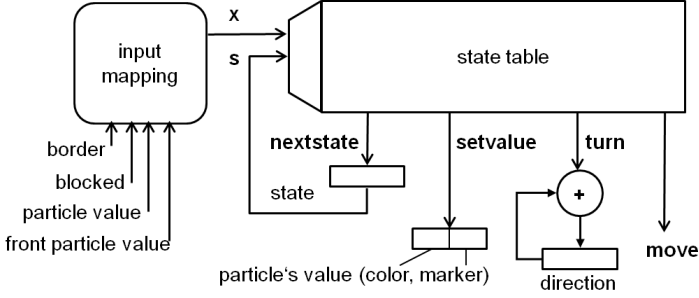 x
input
mapping
s
state table
nextstate
setvalue
turn
border
blocked
state
+
particle value
front particle value
move
particle‘s value (color, marker)
direction